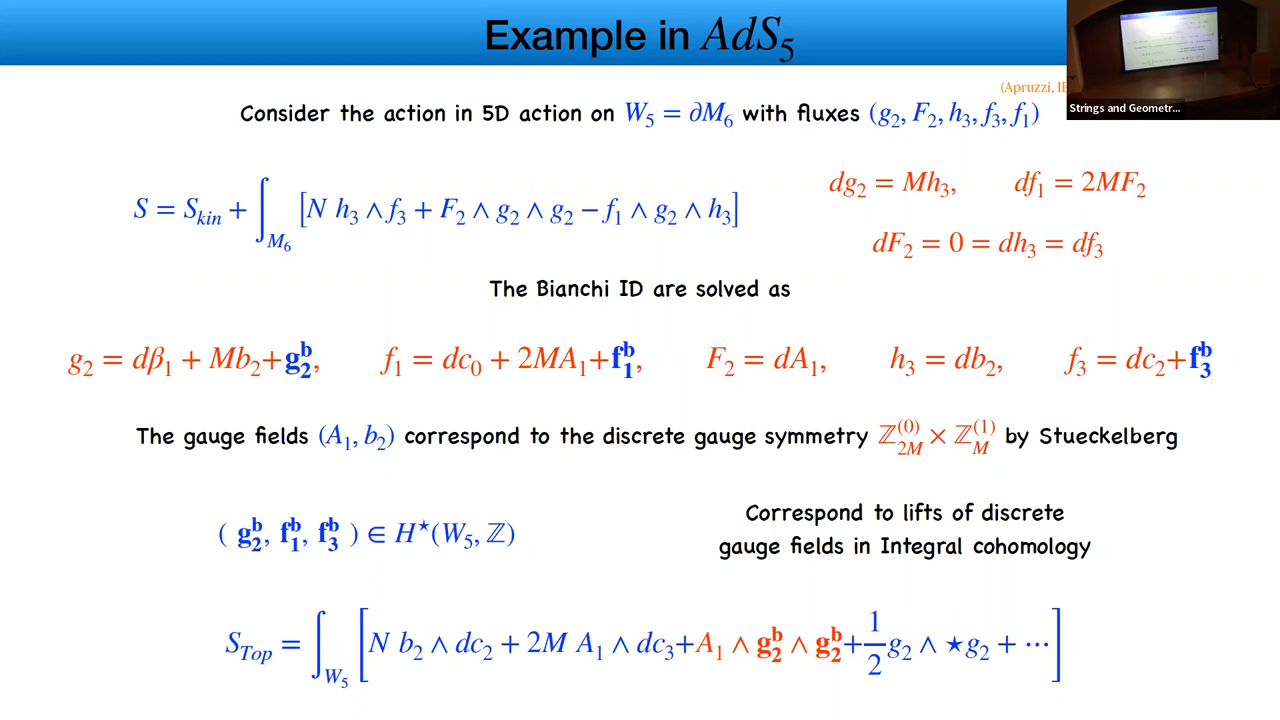 Example in AdS₅
(Apruzzi,
Strings and Geometr...
Consider the action in 5D action on W₅ = ∂M₆ with fluxes (g₂, F₂, h₃, f₃, f₁)
dg₂ = Mh₃, df₁ = 2MF₂
S = S_kin + ∫_{M₆} [N h₃ ∧ f₃ + F₂ ∧ g₂ ∧ g₂ − f₁ ∧ g₂ ∧ h₃]
dF₂ = 0 = dh₃ = df₃
The Bianchi ID are solved as
g₂ = dβ₁ + Mb₂+g₂ᵇ, f₁ = dc₀ + 2MA₁+f₁ᵇ, F₂ = dA₁, h₃ = db₂, f₃ = dc₂+f₃ᵇ
The gauge fields (A₁, b₂) correspond to the discrete gauge symmetry ℤ_{2M}^{(0)} × ℤ_M^{(1)} by Stueckelberg
( g₂ᵇ, f₁ᵇ, f₃ᵇ ) ∈ H*(W₅, ℤ)
Correspond to lifts of discrete
gauge fields in Integral cohomology
S_Top = ∫_{W₅} [N b₂ ∧ dc₂ + 2M A₁ ∧ dc₃+A₁ ∧ g₂ᵇ ∧ g₂ᵇ+1/2 g₂ ∧ ⋆g₂ + ⋯]